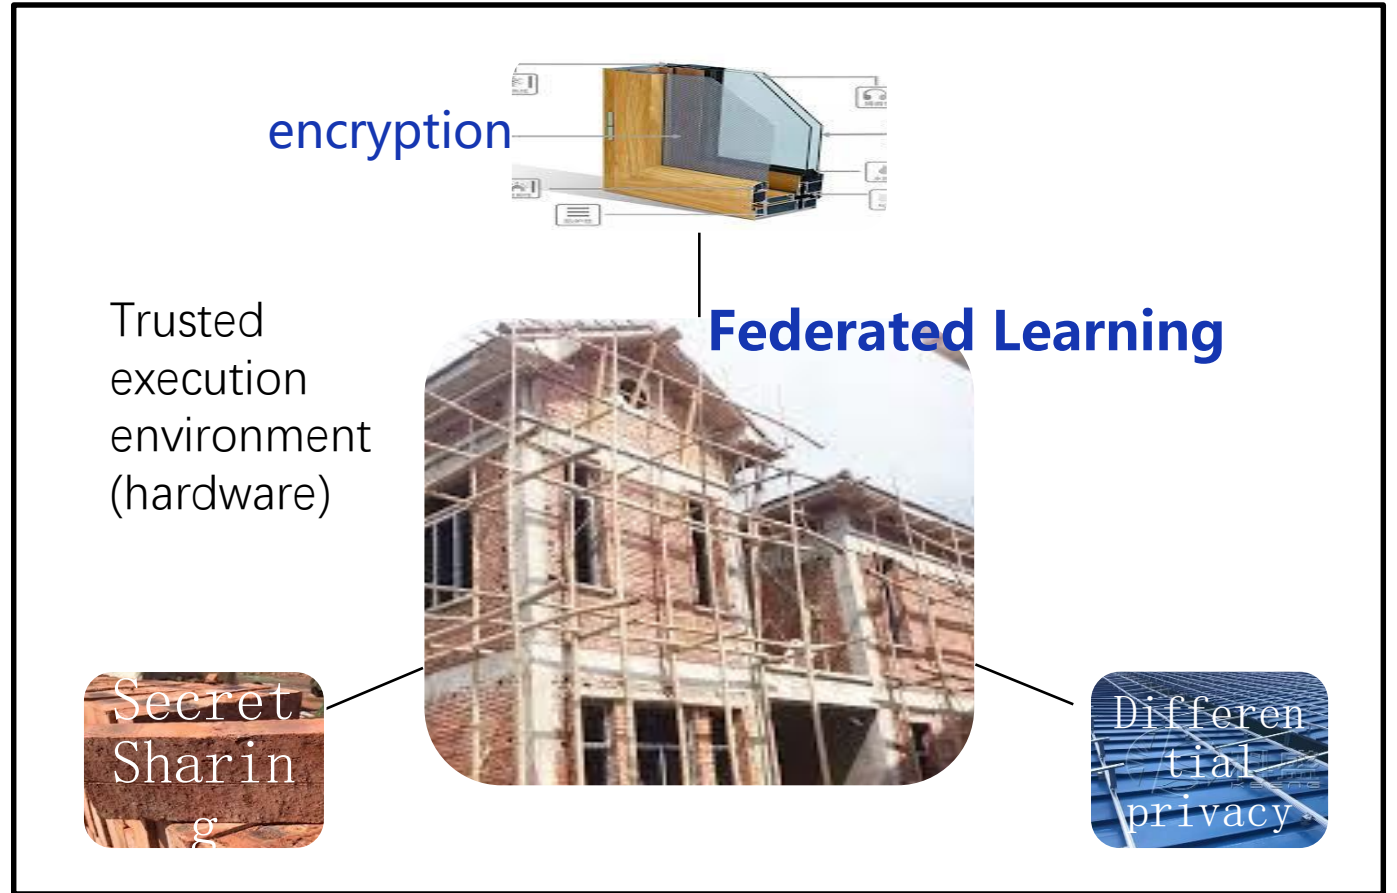 encryption
Federated Learning
Trusted
execution
environment
(hardware)
Secret
Sharin
g
Differen
tial
privacy